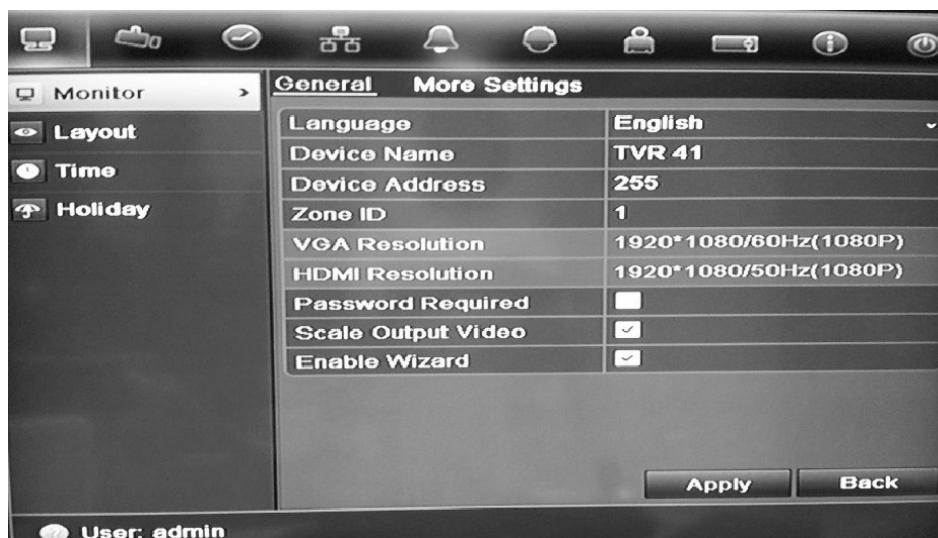 Monitor
Layout
Time
Holiday
General More Settings
Language English
Device Name TVR 41
Device Address 255
Zone ID 1
VGA Resolution 1920*1080/60Hz(1080P)
HDMI Resolution 1920*1080/50Hz(1080P)
Password Required
Scale Output Video
Enable Wizard
Apply Back
User: admin